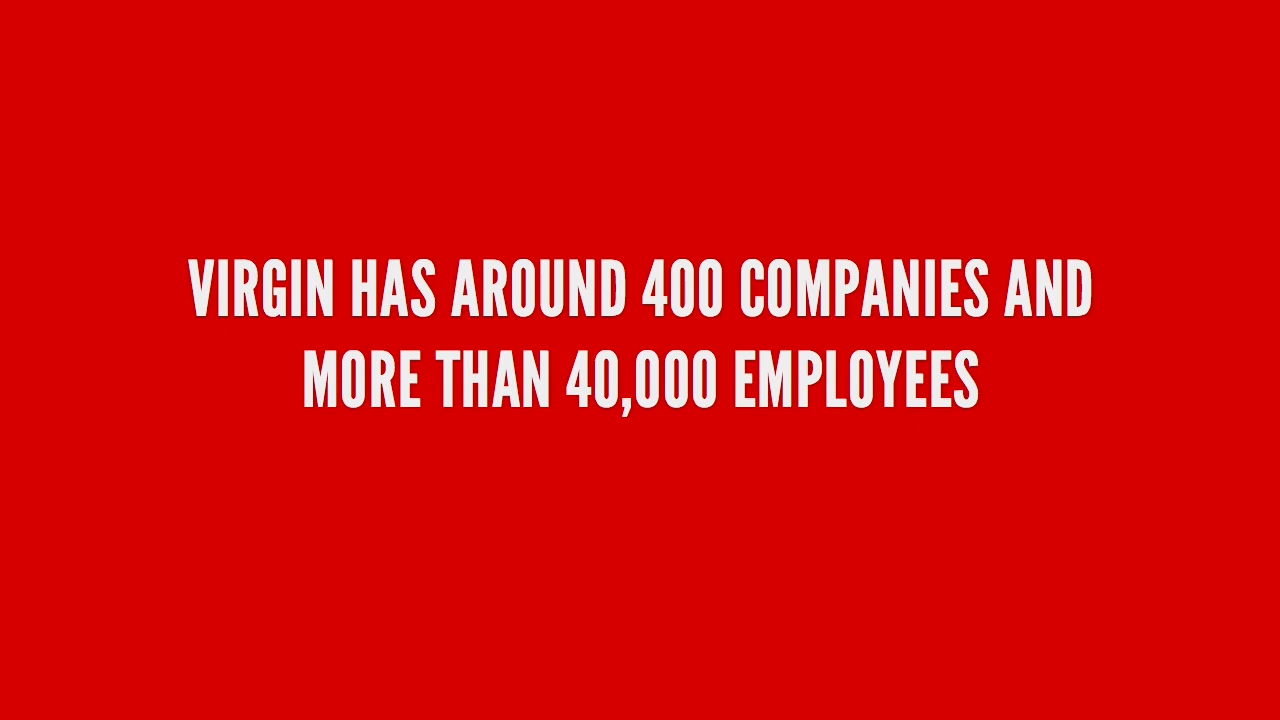 VIRGIN HAS AROUND 400 COMPANIES AND
MORE THAN 40,000 EMPLOYEES